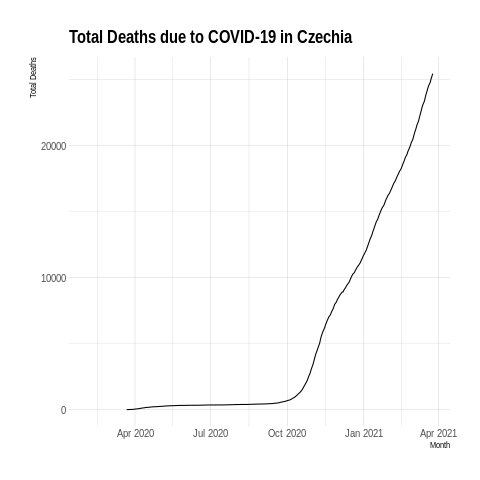 Total Deaths due to COVID-19 in Czechia
Total Deaths
20000
10000
0
Apr 2020 Jul 2020 Oct 2020 Jan 2021 Apr 2021
Month